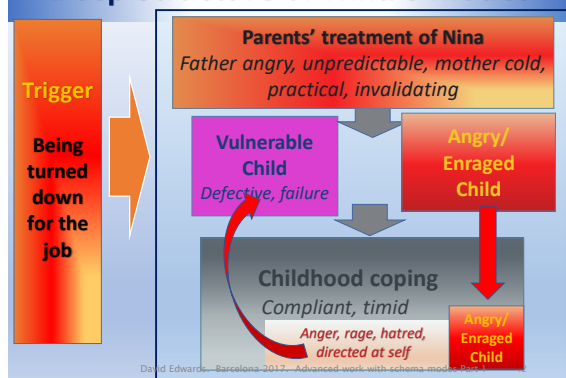 Trigger
Being
turned
down
for the
job
Parents’ treatment of Nina
Father angry, unpredictable, mother cold,
practical, invalidating
Vulnerable
Child
Defective, failure
Angry/
Enraged
Child
Childhood coping
Compliant, timid
Anger, rage, hatred,
directed at self
Angry/
Enraged
Child
David Edwards. Barcelona 2017. Advanced work with schema modes Part I